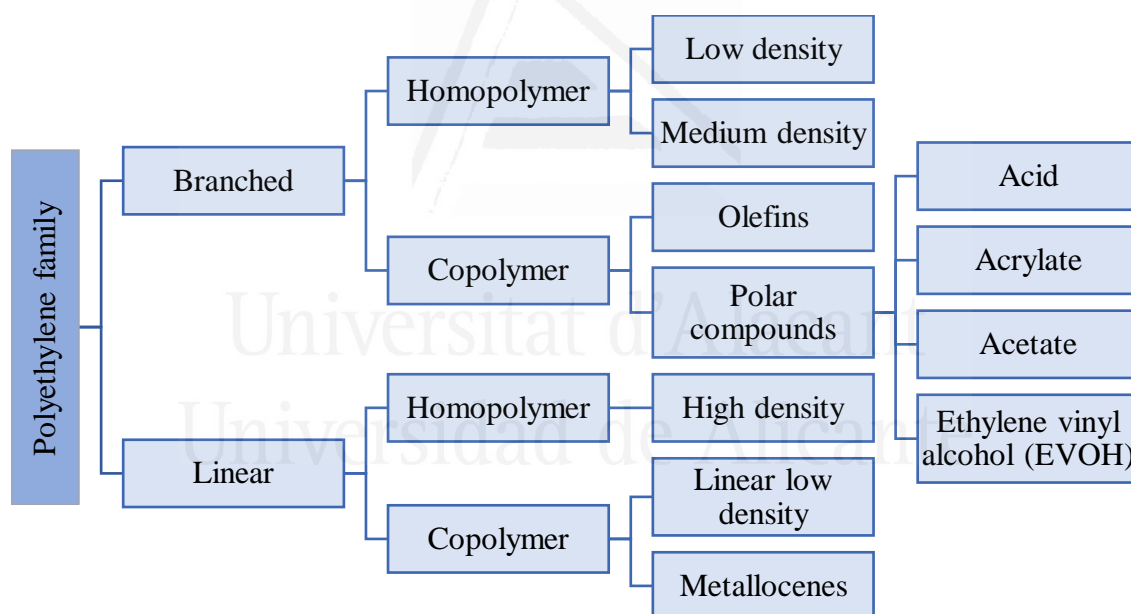 Polyethylene family
Branched
Homopolymer
Low density
Medium density
Copolymer
Olefins
Polar
compounds
Acid
Acrylate
Acetate
Ethylene vinyl
alcohol (EVOH)
Linear
Homopolymer
High density
Copolymer
Linear low
density
Metallocenes
Universitat d'Alacant
Universidad de Alicante